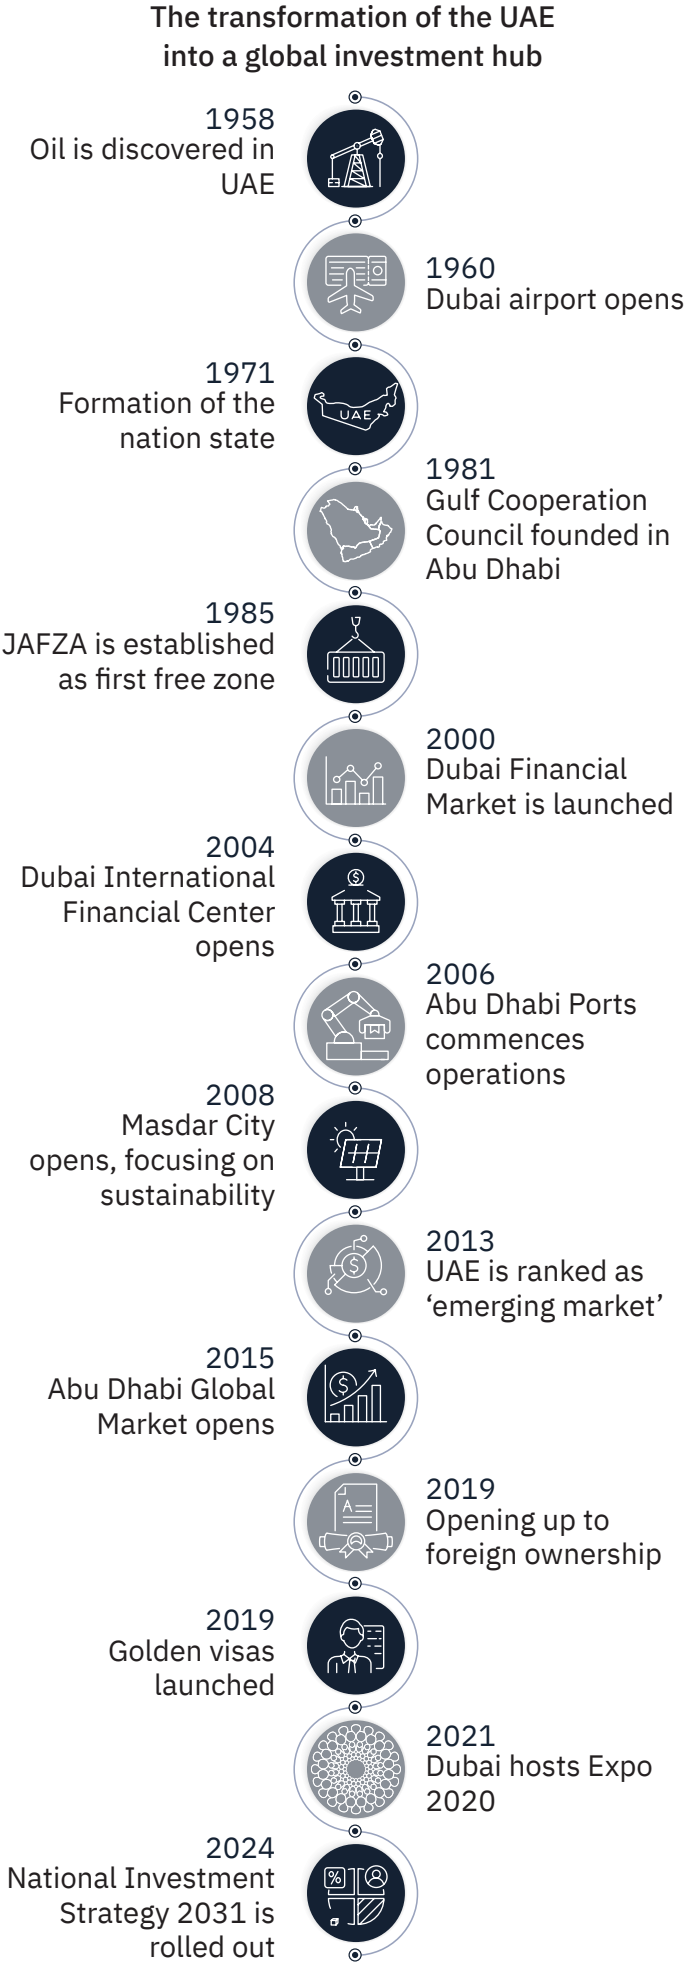 The transformation of the UAE
into a global investment hub
1958
Oil is discovered in
UAE
1960
Dubai airport opens
1971
Formation of the
nation state
UAE
1981
Gulf Cooperation
Council founded in
Abu Dhabi
1985
JAFZA is established
as first free zone
2000
Dubai Financial
Market is launched
2004
Dubai International
Financial Center
opens
$
2006
Abu Dhabi Ports
commences
operations
2008
Masdar City
opens, focusing on
sustainability
2013
UAE is ranked as
‘emerging market’
$
2015
Abu Dhabi Global
Market opens
$
2019
Opening up to
foreign ownership
A
2019
Golden visas
launched
2021
Dubai hosts Expo
2020
2024
National Investment
Strategy 2031 is
rolled out
%